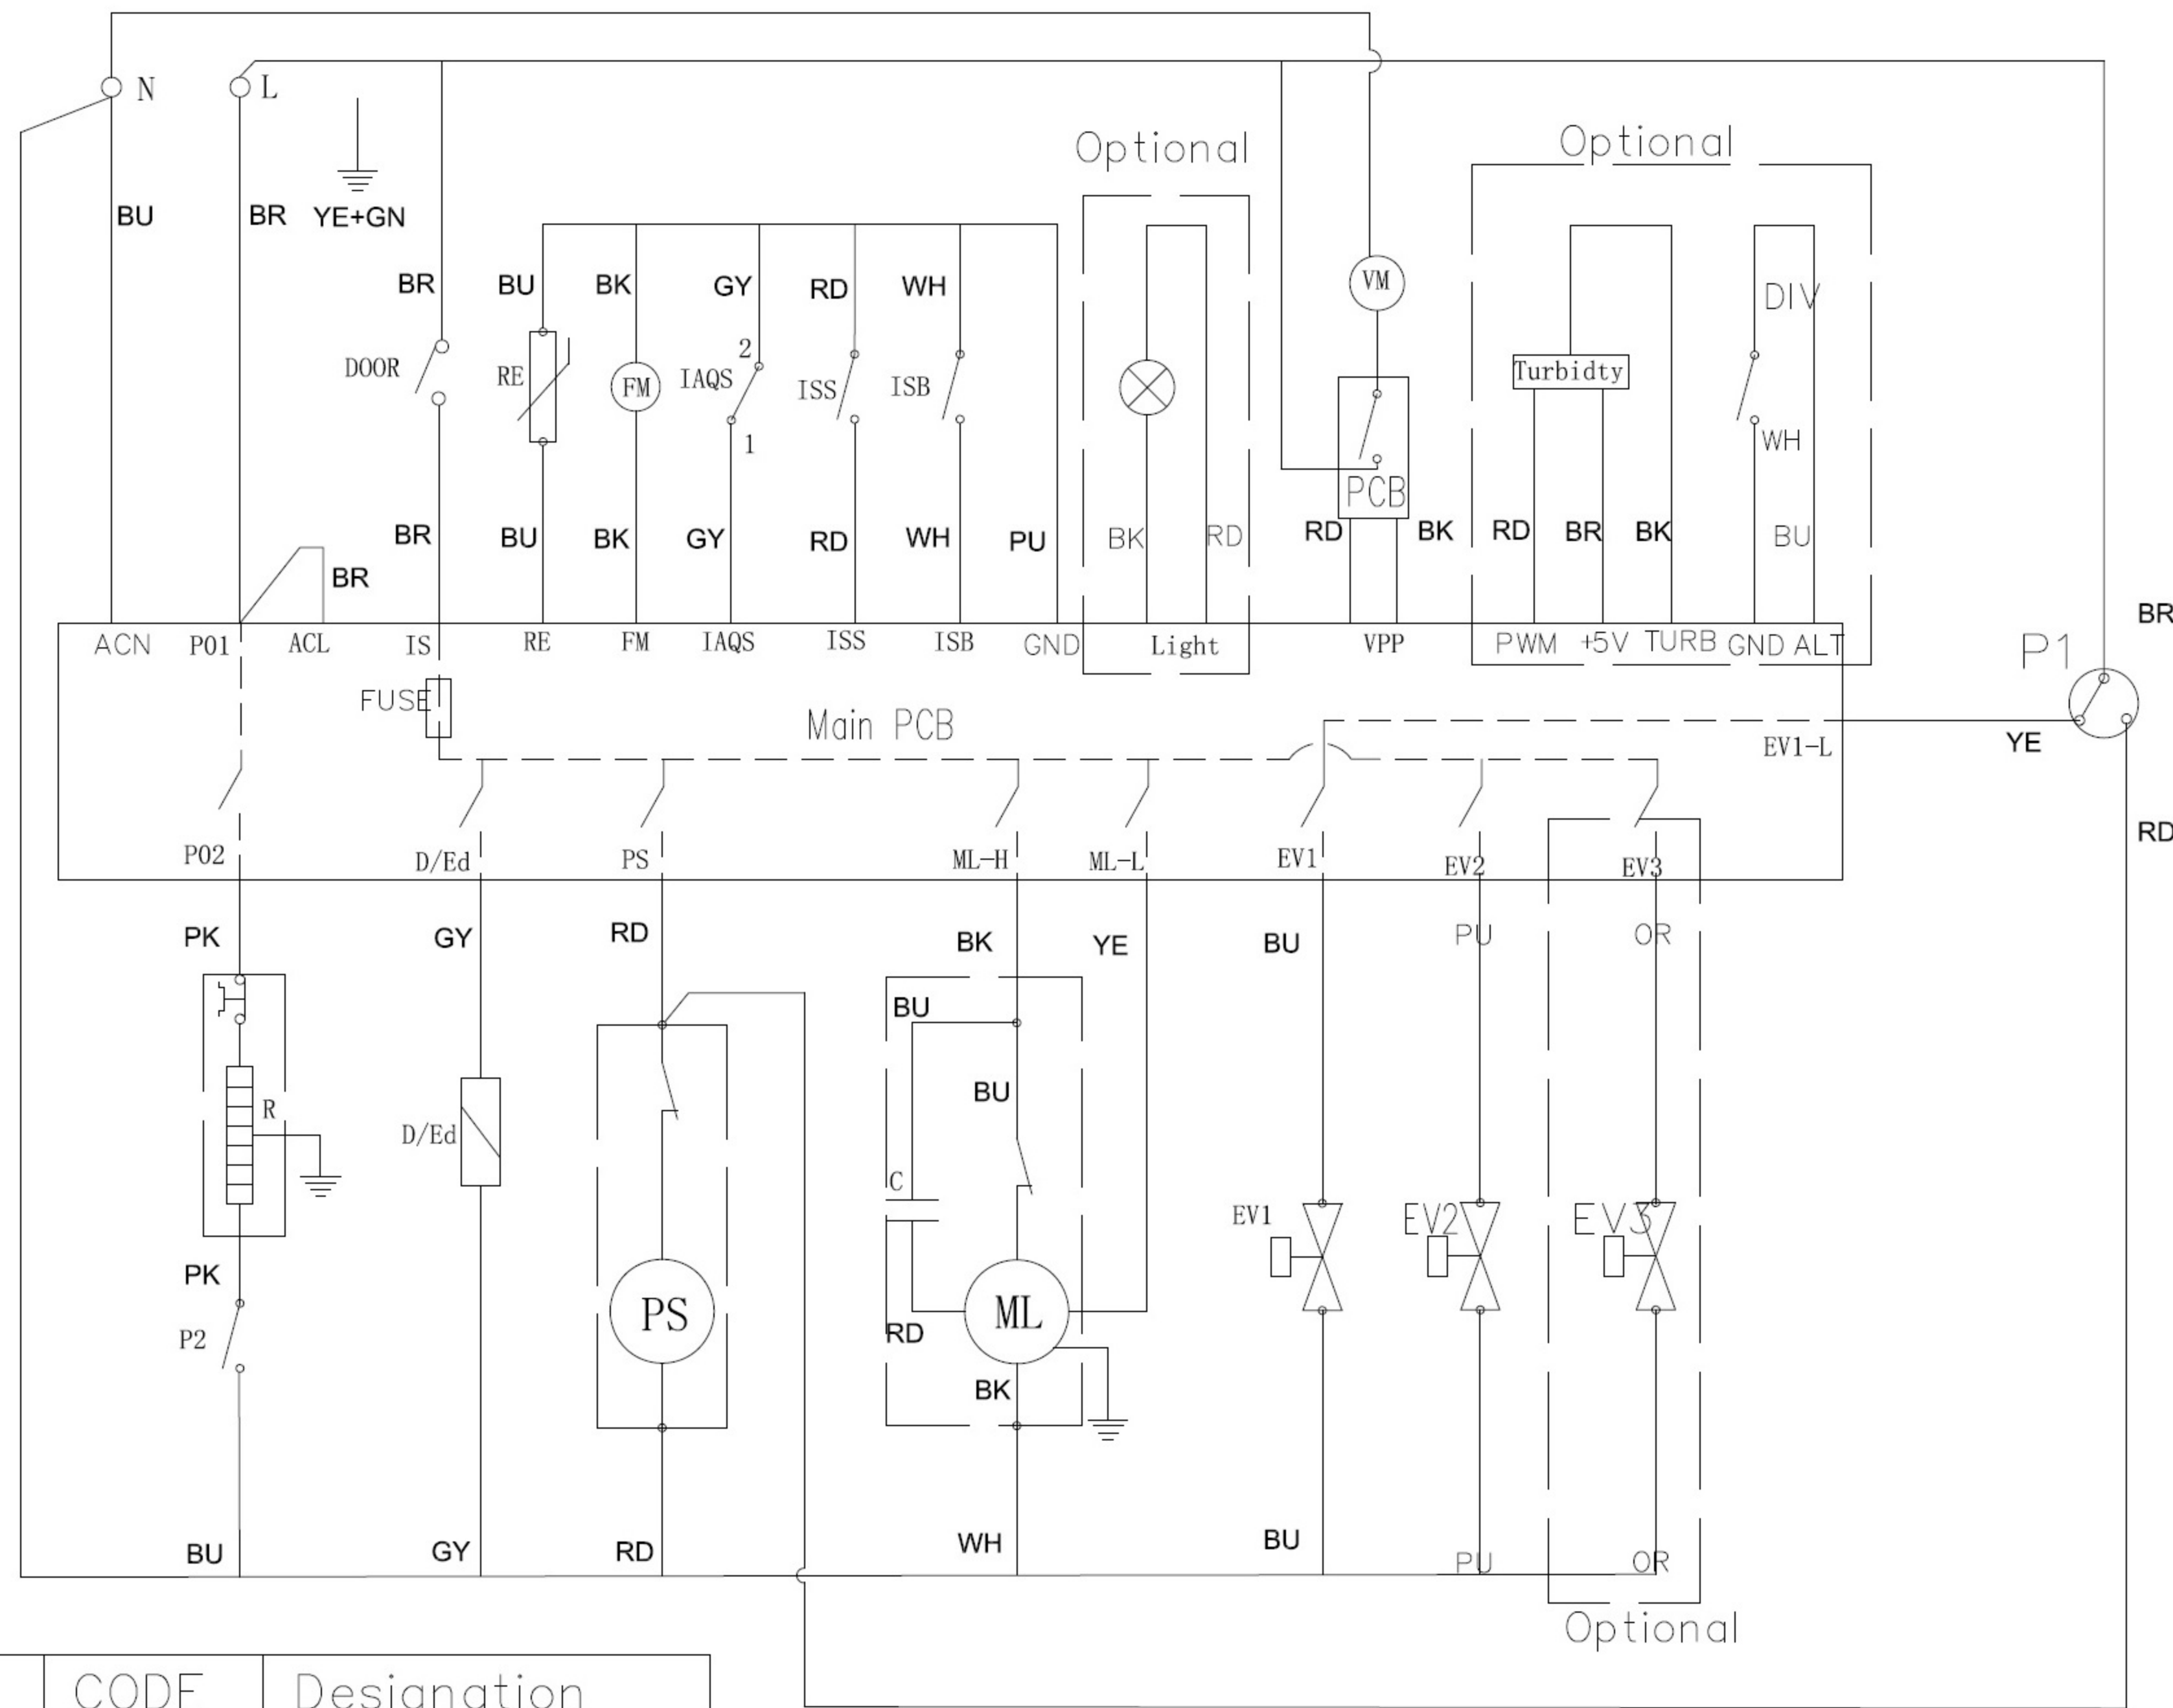 N
L
Optional
Optional
BU
BR
YE+GN
BR
BU
BK
GY
RD
WH
VM
DIV
DOOR
RE
FM
IAQS
2
1
ISS
ISB
Turbidty
WH
PCB
BR
BR
BU
BK
GY
RD
WH
PU
BK
RD
RD
BK
RD
BR
BK
BU
BR
ACN
P01
ACL
IS
RE
FM
IAQS
ISS
ISB
GND
Light
VPP
PWM
+5V
TURB
GND
ALT
P1
FUSE
Main PCB
EV1-L
YE
RD
P02
D/Ed
PS
ML-H
ML-L
EV1
EV2
EV3
PK
GY
RD
BK
YE
BU
PU
OR
BU
BU
R
D/Ed
C
EV1
EV2
EV3
PK
PS
ML
P2
RD
BK
BU
GY
RD
WH
BU
PU
OR
Optional
CODE
Designation